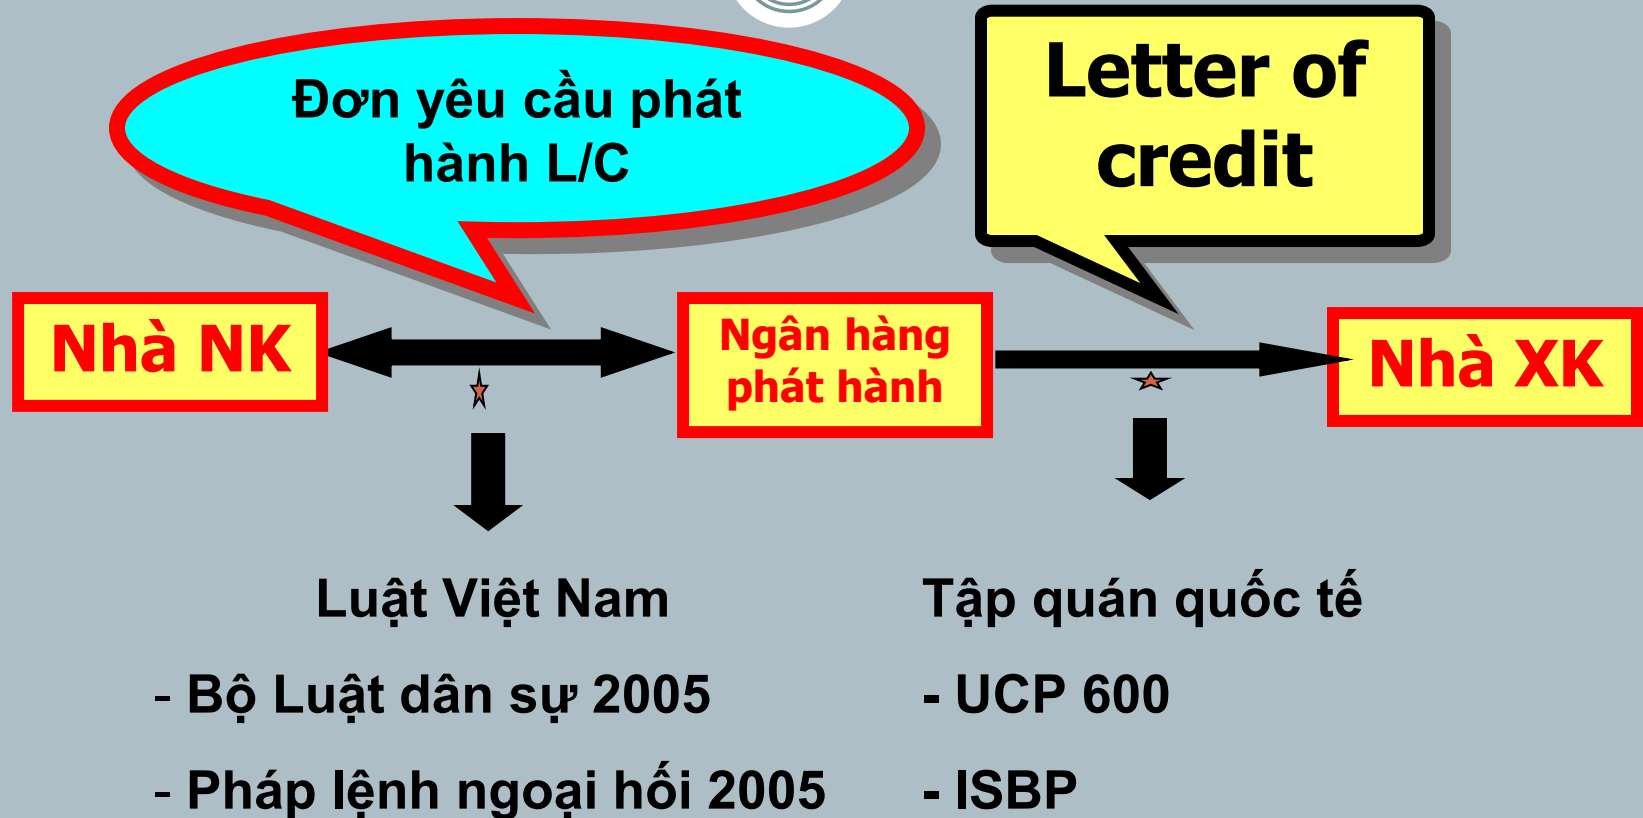 Đơn yêu cầu phát
hành L/C
Letter of
credit
Nhà NK
Ngân hàng
phát hành
Nhà XK
Luật Việt Nam
- Bộ Luật dân sự 2005
- Pháp lệnh ngoại hối 2005
Tập quán quốc tế
- UCP 600
- ISBP